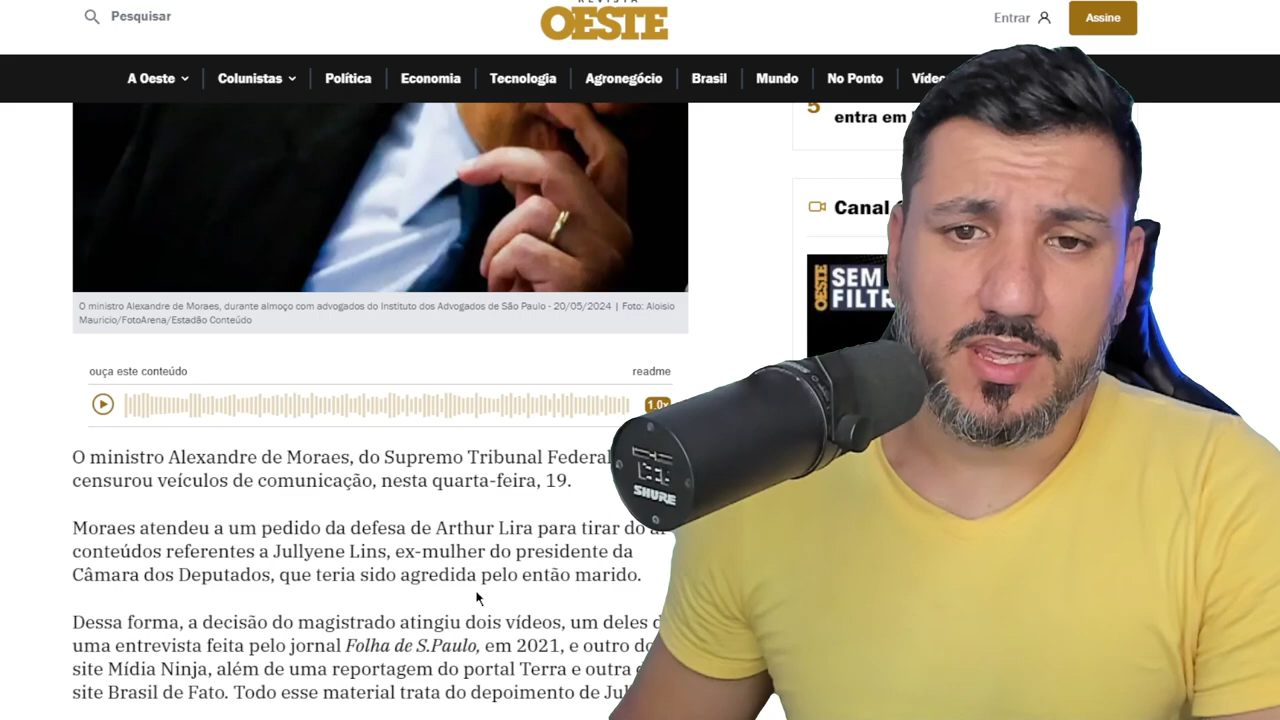 Pesquisar
REVISTA
OESTE
Entrar
Assine
A Oeste
Colunistas
Política
Economia
Tecnologia
Agronegócio
Brasil
Mundo
No Ponto
5
entra em
Canal
OESTE
SEM
FILTR
O ministro Alexandre de Moraes, durante almoço com advogados do Instituto dos Advogados de São Paulo - 20/05/2024 | Foto: Aloisio
Mauricio/FotoArena/Estadão Conteúdo
ouça este conteúdo
readme
1.0x
O ministro Alexandre de Moraes, do Supremo Tribunal Federal
censurou veículos de comunicação, nesta quarta-feira, 19.
Moraes atendeu a um pedido da defesa de Arthur Lira para tirar do
conteúdos referentes a Jullyene Lins, ex-mulher do presidente da
Câmara dos Deputados, que teria sido agredida pelo então marido.
Dessa forma, a decisão do magistrado atingiu dois vídeos, um deles
uma entrevista feita pelo jornal Folha de S.Paulo, em 2021, e outro do
site Mídia Ninja, além de uma reportagem do portal Terra e outra
site Brasil de Fato. Todo esse material trata do depoimento de
SHURE